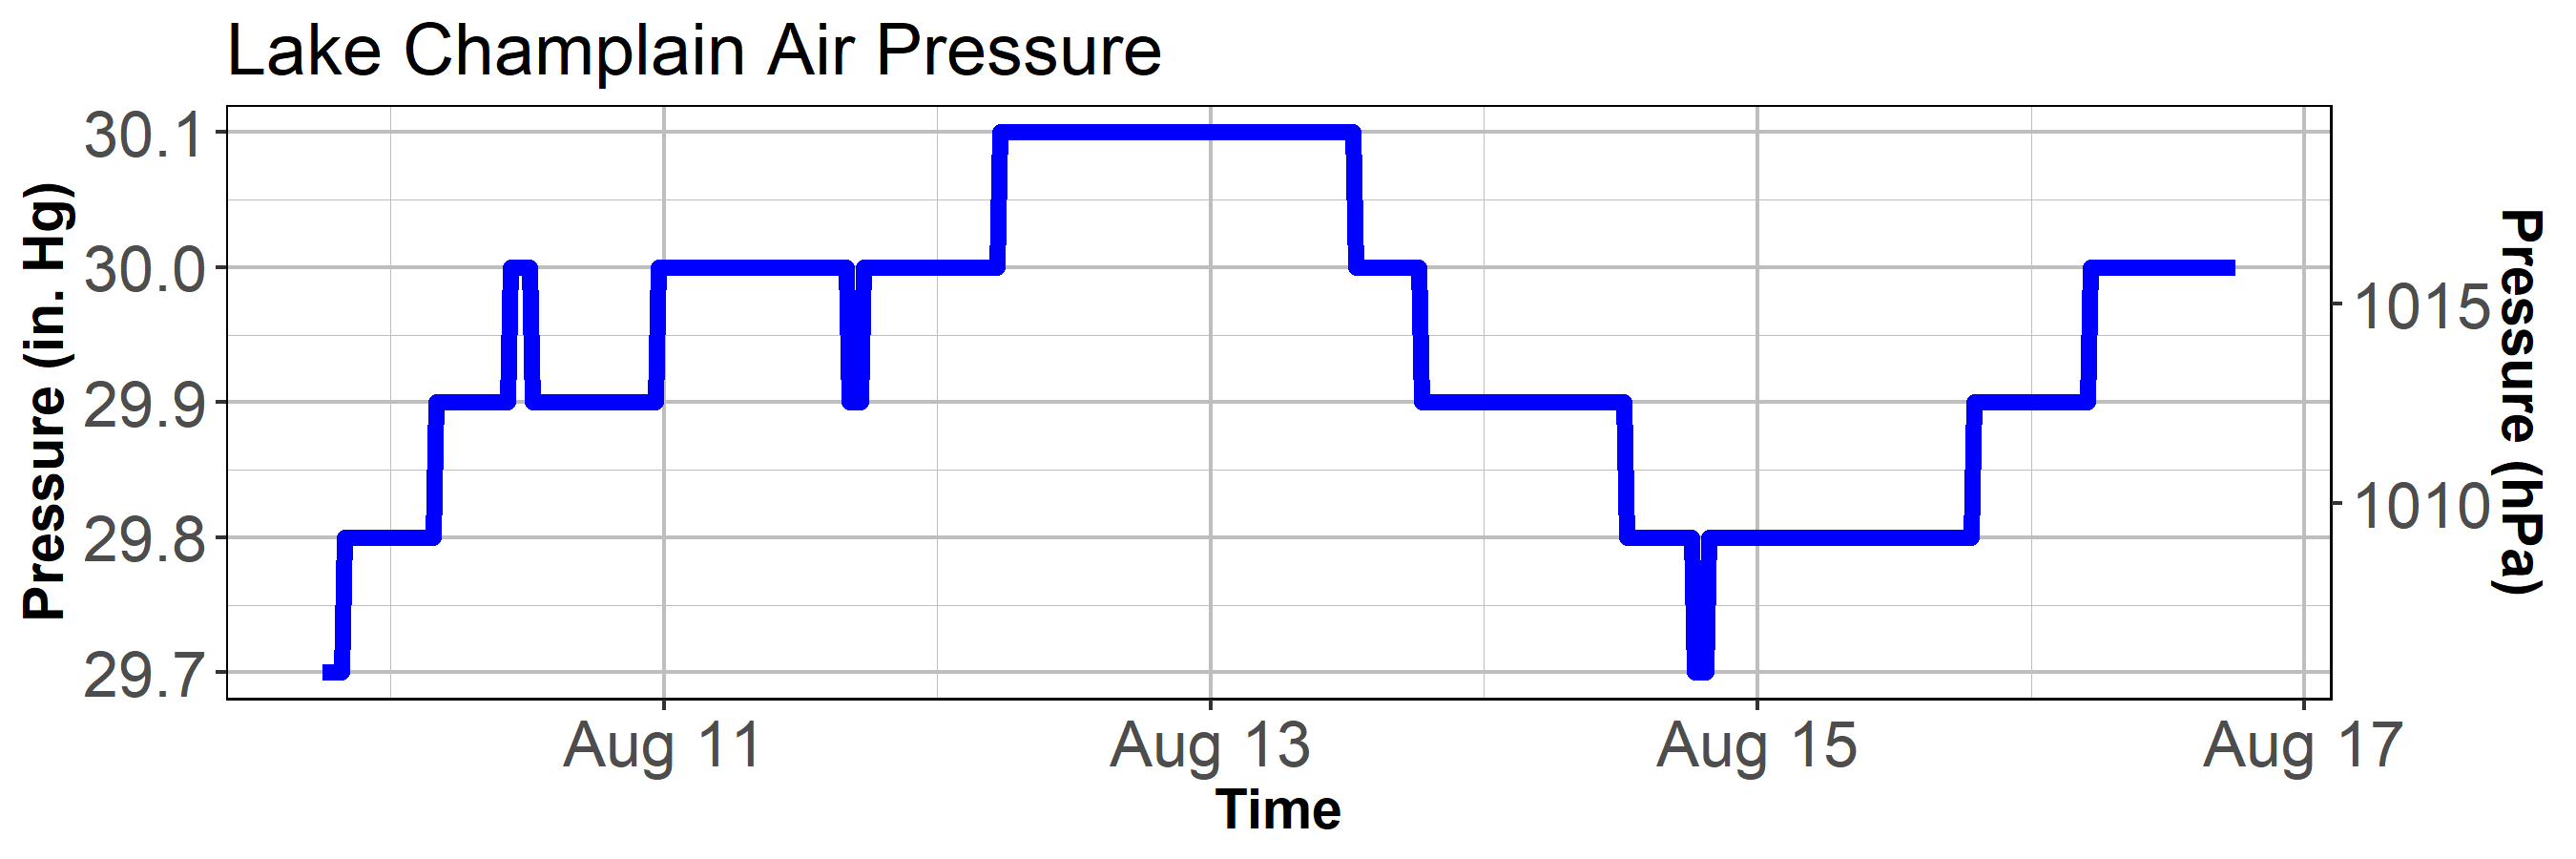 Lake Champlain Air Pressure
30.1
30.0
29.9
29.8
29.7
Pressure (in. Hg)
1015
1010
Pressure (hPa)
Aug 11
Aug 13
Aug 15
Aug 17
Time